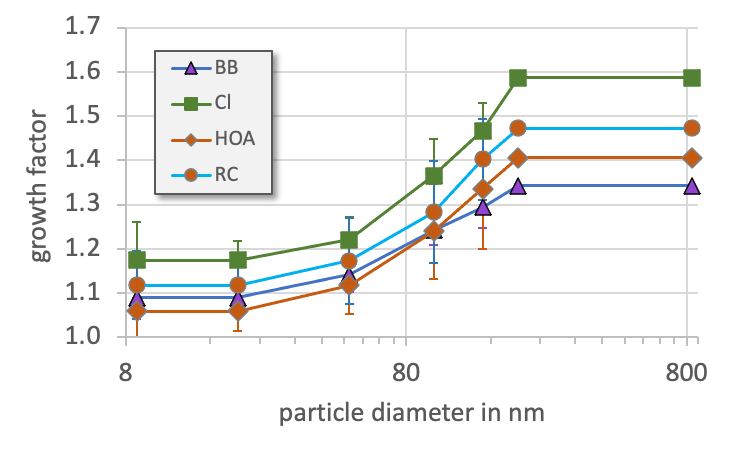 1.7
1.6
1.5
1.4
1.3
1.2
1.1
1.0
growth factor
BB
Cl
HOA
RC
8
80
800
particle diameter in nm